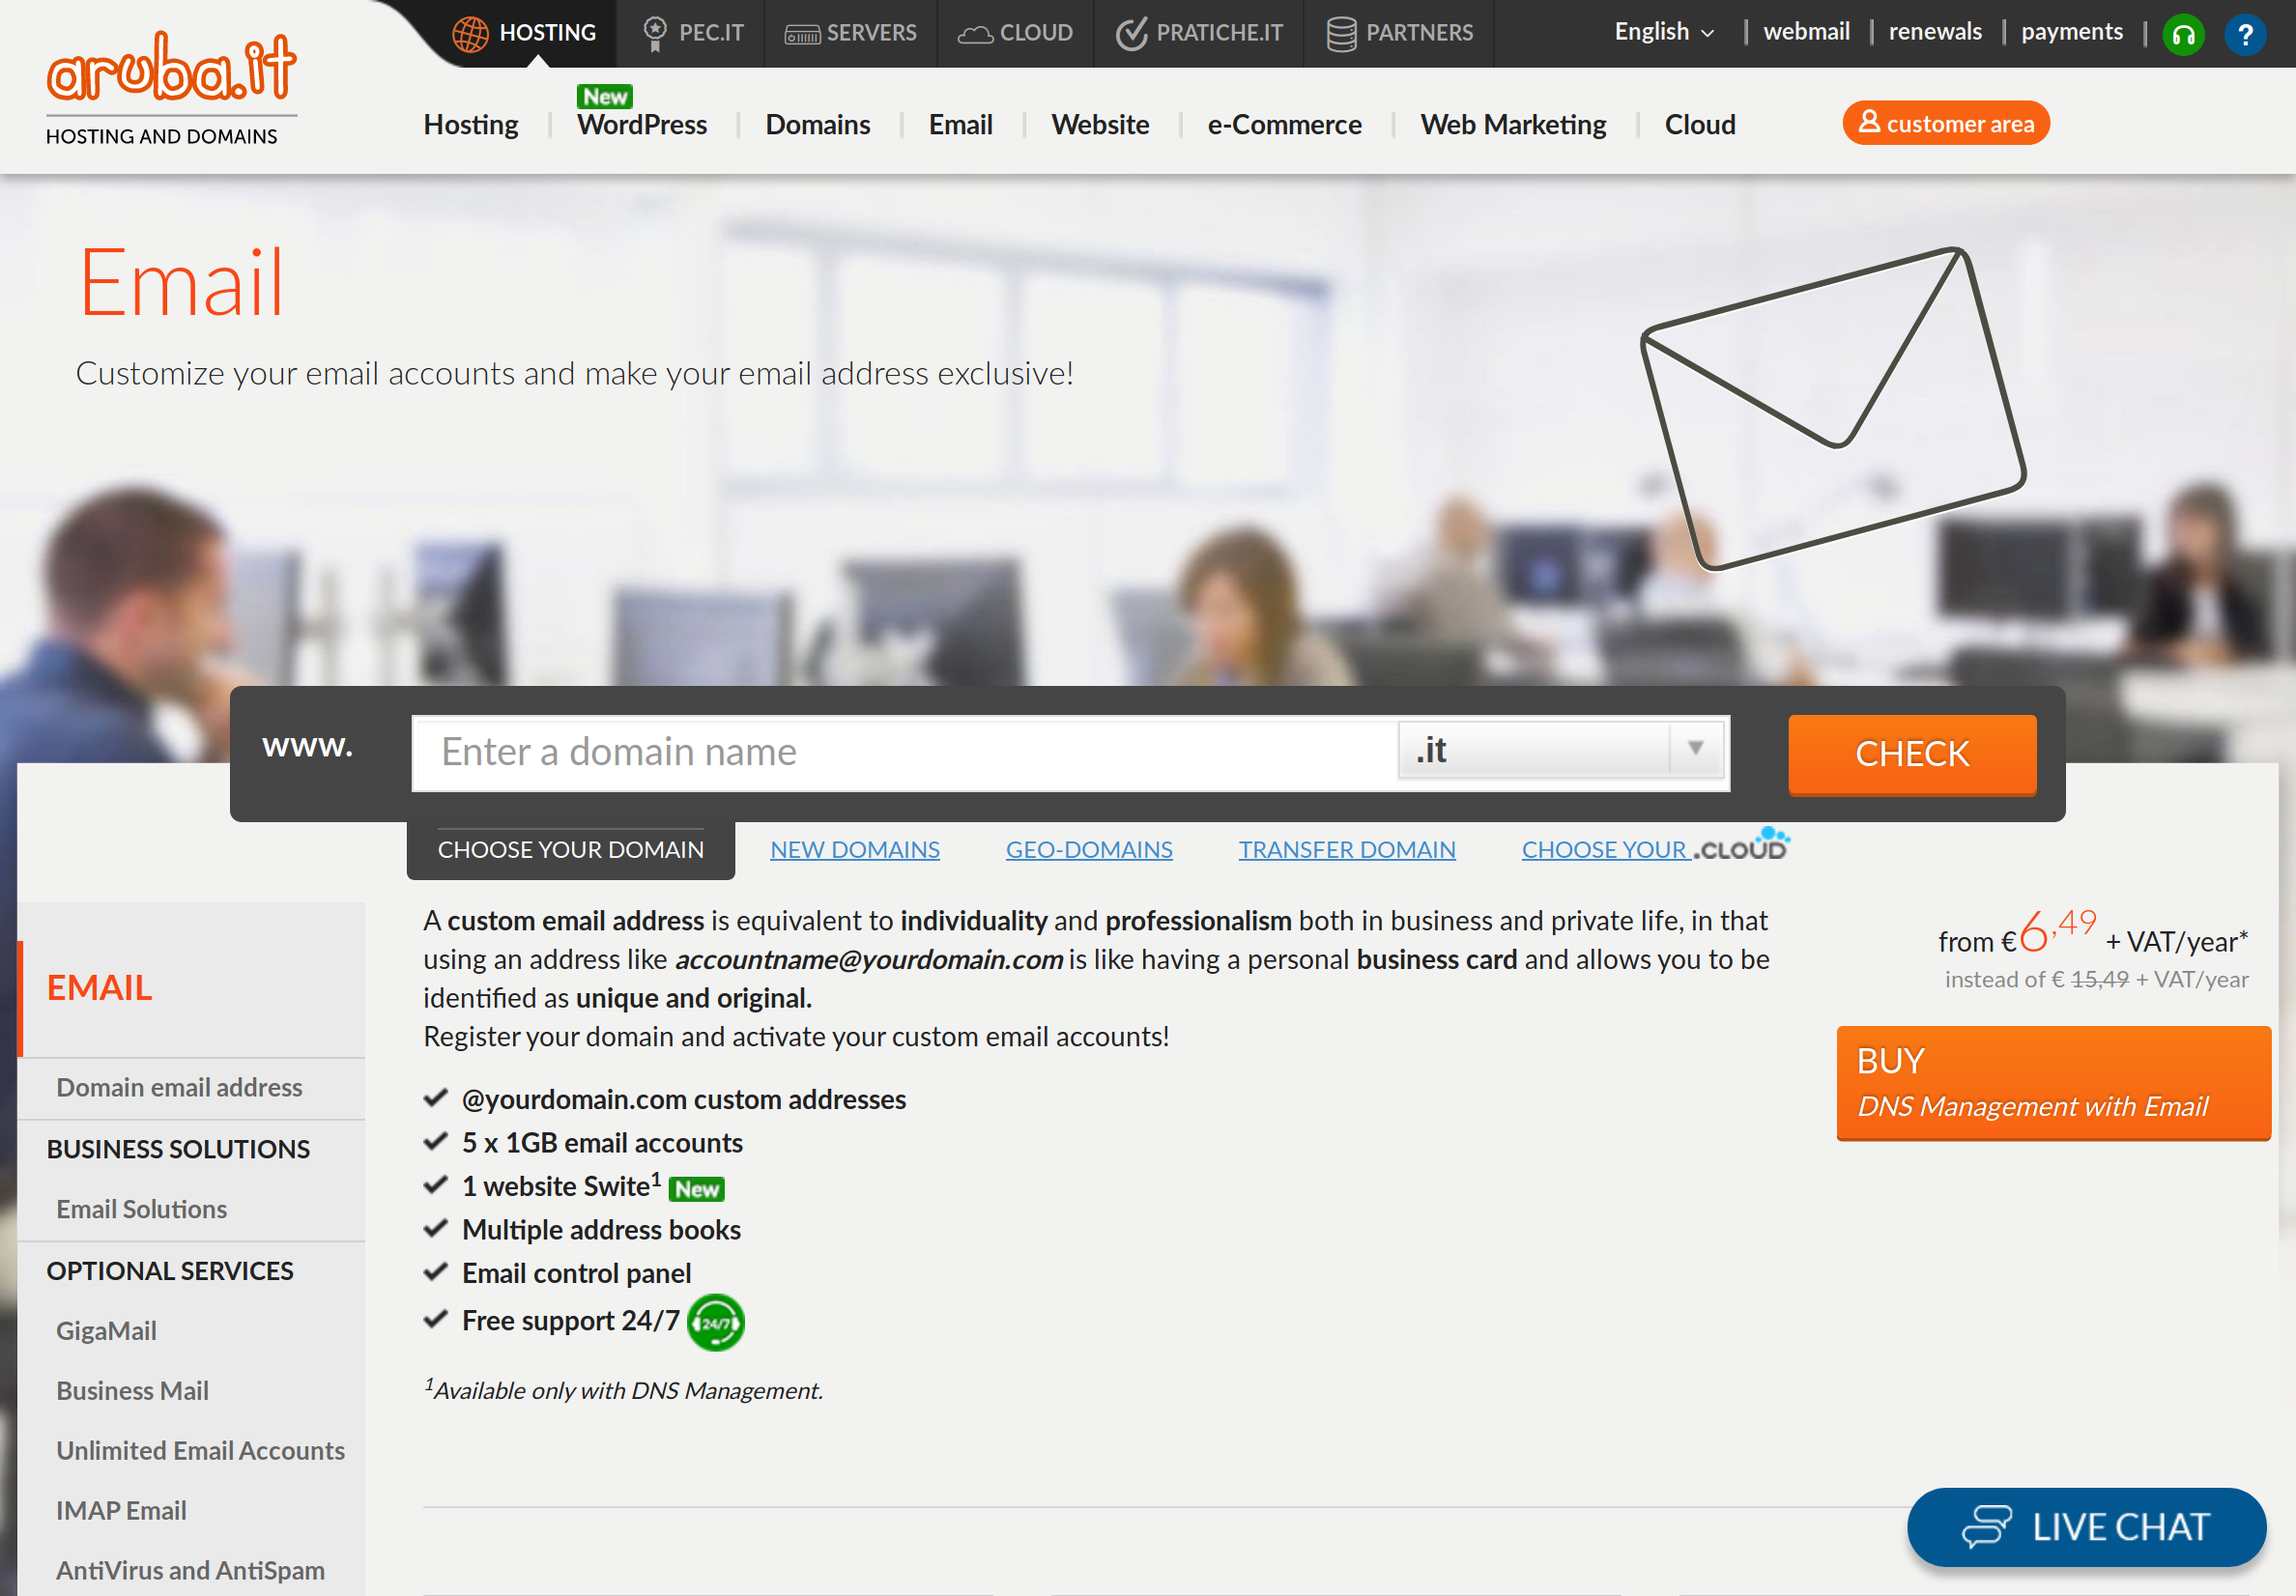 aruba.it
HOSTING AND DOMAINS
HOSTING
PEC.IT
SERVERS
CLOUD
PRATICHE.IT
PARTNERS
English
webmail
renewals
payments
?
Hosting
New
WordPress
Domains
Email
Website
e-Commerce
Web Marketing
Cloud
customer area
Email
Customize your email accounts and make your email address exclusive!
www.
Enter a domain name
.it
CHECK
CHOOSE YOUR DOMAIN
NEW DOMAINS
GEO-DOMAINS
TRANSFER DOMAIN
CHOOSE YOUR .CLOUD
EMAIL
Domain email address
BUSINESS SOLUTIONS
Email Solutions
OPTIONAL SERVICES
GigaMail
Business Mail
Unlimited Email Accounts
IMAP Email
AntiVirus and AntiSpam
A custom email address is equivalent to individuality and professionalism both in business and private life, in that
using an address like accountname@yourdomain.com is like having a personal business card and allows you to be
identified as unique and original.
Register your domain and activate your custom email accounts!
@yourdomain.com custom addresses
5 x 1GB email accounts
1 website Swite¹ New
Multiple address books
Email control panel
Free support 24/7 24/7
¹Available only with DNS Management.
from €6,49 + VAT/year*
instead of € 15,49 + VAT/year
BUY
DNS Management with Email
LIVE CHAT